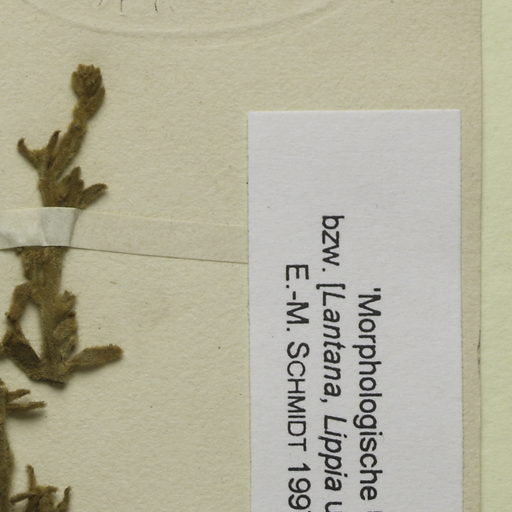 'Morphologische
bzw. [Lantana, Lippia
E.-M. SCHMIDT 199